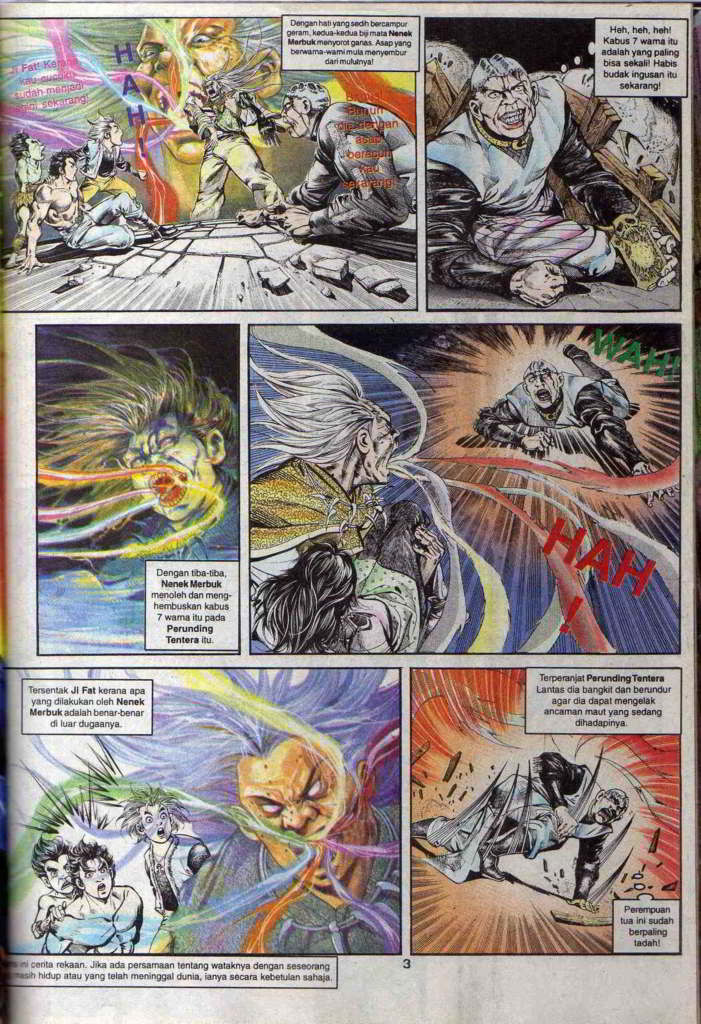 Dengan hati yang sedih bercampur
geram, kedua-kedua biji mata Nenek
Merbuk menyorot ganas. Asap yang
berwarna-warni mula menyembur
dari mulutnya!
HAHH!
JI Fat! Kerana
kau cucuku
sudah menjadi
begini sekarang!
dia dengan
asap
beracun
kau
sekarang!
Heh, heh, heh!
Kabus 7 warna itu
adalah yang paling
bisa sekali! Habis
budak ingusan itu
sekarang!
Dengan tiba-tiba,
Nenek Merbuk
menoleh dan meng-
hembuskan kabus
7 warna itu pada
Perunding
Tentera itu.
WAH!
HAH
!
Tersentak JI Fat kerana apa
yang dilakukan oleh Nenek
Merbuk adalah benar-benar
di luar dugaanya.
Terperanjat Perunding Tentera
Lantas dia bangkit dan berundur
agar dia dapat mengelak
ancaman maut yang sedang
dihadapinya.
Perempuan
tua ini sudah
berpaling
tadah!
ini cerita rekaan. Jika ada persamaan tentang wataknya dengan seseorang
masih hidup atau yang telah meninggal dunia, ianya secara kebetulan sahaja.
3